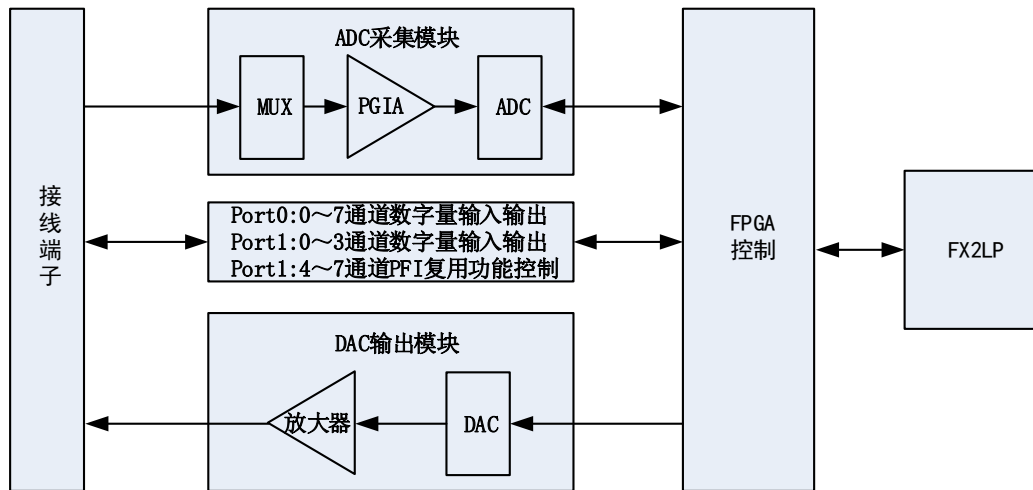 接
线
端
子
ADC采集模块
MUX
PGIA
ADC
Port0:0～7通道数字量输入输出
Port1:0～3通道数字量输入输出
Port1:4～7通道PFI复用功能控制
DAC输出模块
放大器
DAC
FPGA
控制
FX2LP